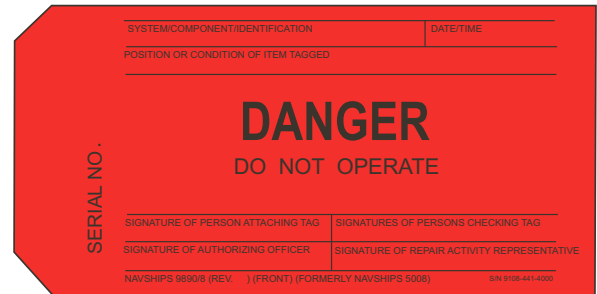 SYSTEM/COMPONENT/IDENTIFICATION DATE/TIME
POSITION OR CONDITION OF ITEM TAGGED
DANGER
DO NOT OPERATE
SERIAL NO.
SIGNATURE OF PERSON ATTACHING TAG SIGNATURES OF PERSONS CHECKING TAG
SIGNATURE OF AUTHORIZING OFFICER SIGNATURE OF REPAIR ACTIVITY REPRESENTATIVE
NAVSHIPS 9890/8 (REV. ) (FRONT) (FORMERLY NAVSHIPS 5008) S/N 9108-441-4000